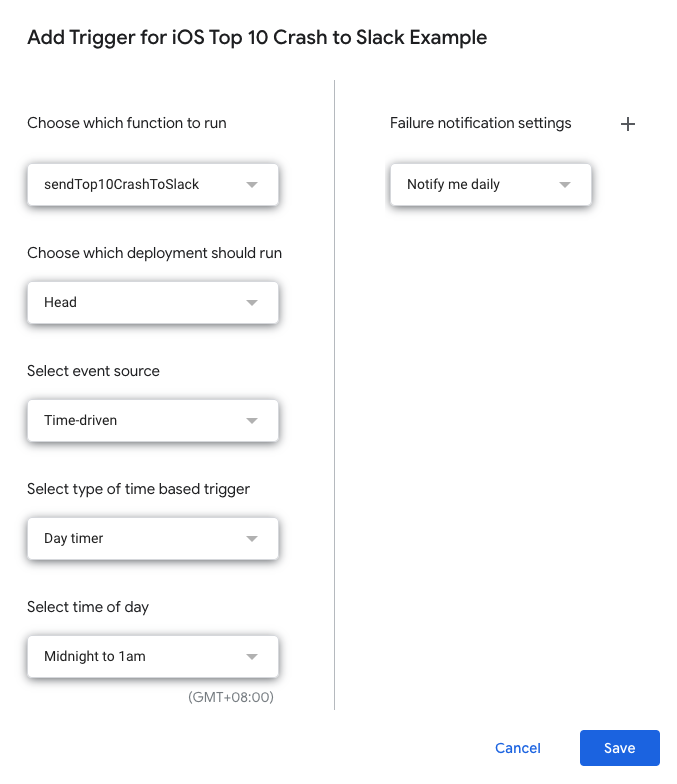 Add Trigger for iOS Top 10 Crash to Slack Example
Choose which function to run
sendTop10CrashToSlack
Choose which deployment should run
Head
Select event source
Time-driven
Select type of time based trigger
Day timer
Select time of day
Midnight to 1am
(GMT+08:00)
Failure notification settings
Notify me daily
Cancel
Save